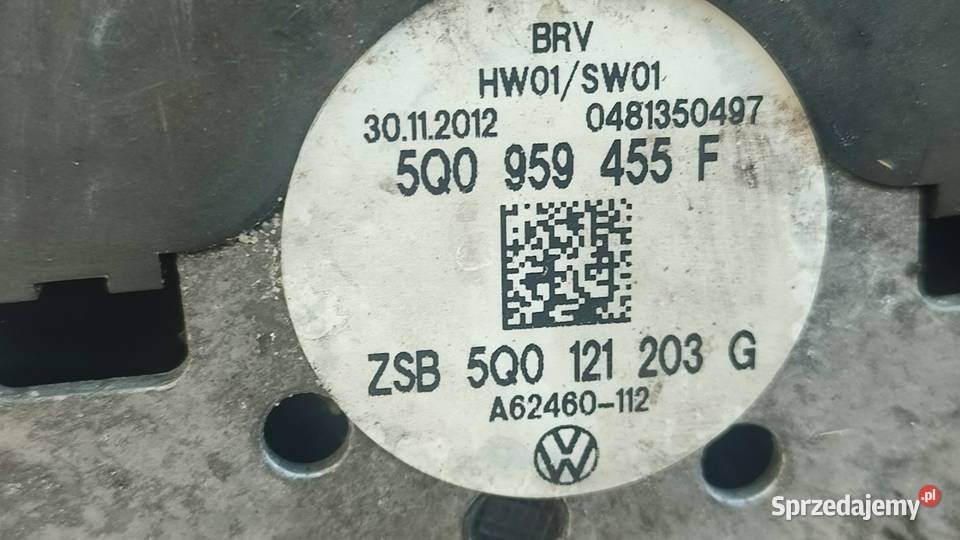 BRV
HW01/SW01
30.11.2012 0481350497
5Q0 959 455 F
ZSB 5Q0 121 203 G
A62460-112
Sprzedajemy.pl